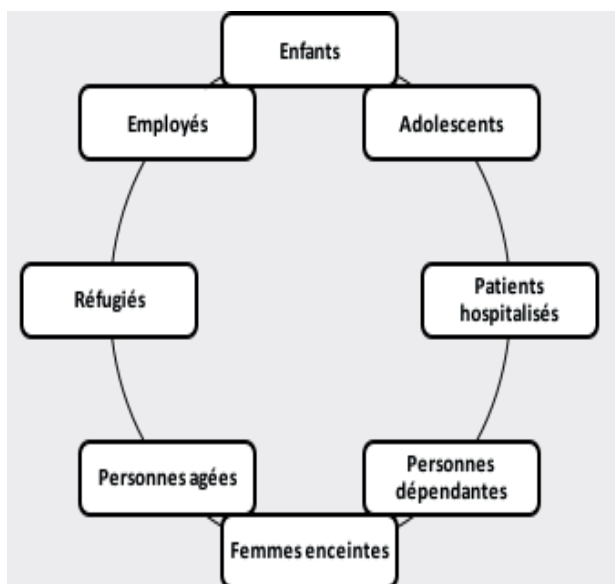 Enfants
Adolescents
Patients
hospitalisés
Personnes
dépendantes
Femmes enceintes
Personnes agées
Réfugiés
Employés